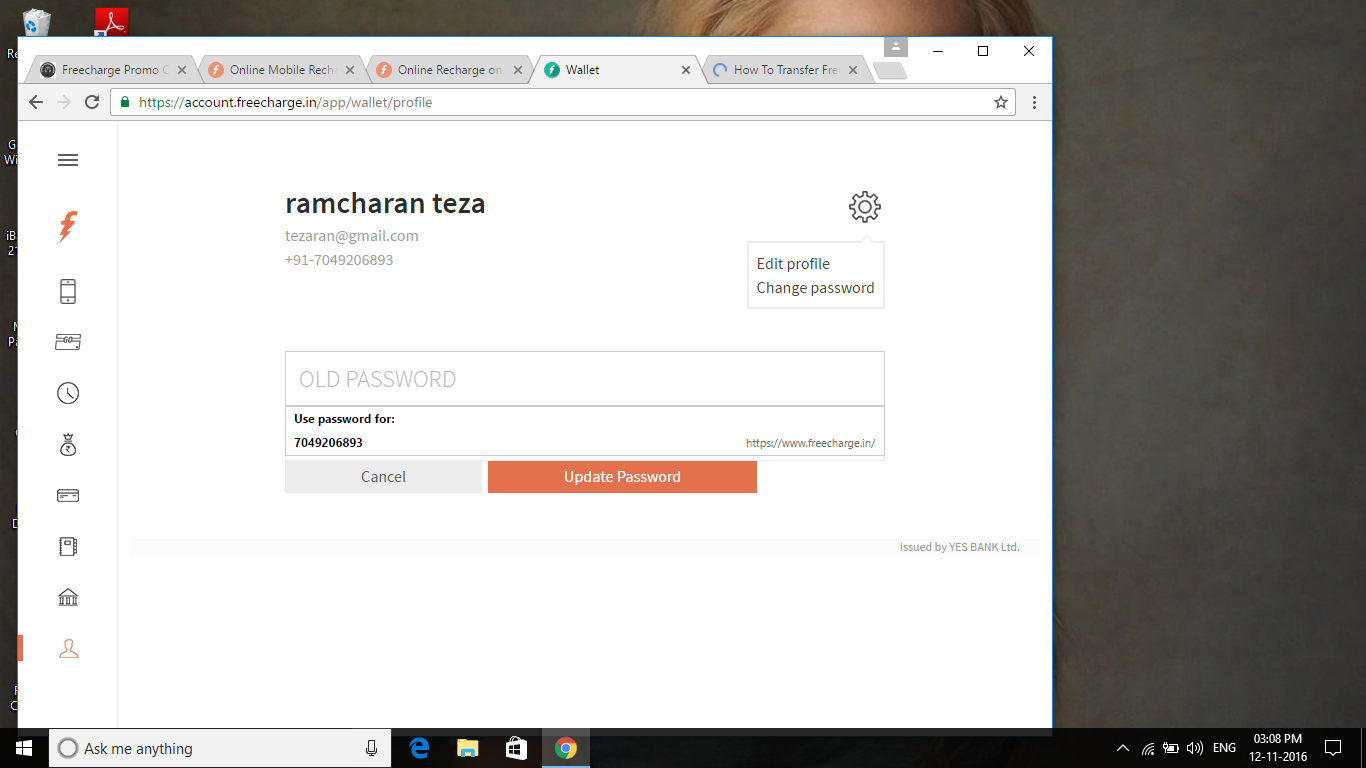 Freecharge Promo C
Online Mobile Recha
Online Recharge on
Wallet
How To Transfer Fre
https://account.freecharge.in/app/wallet/profile
ramcharan teza
tezaran@gmail.com
+91-7049206893
Edit profile
Change password
GO
OLD PASSWORD
Use password for:
7049206893 https://www.freecharge.in/
Cancel
Update Password
Issued by YES BANK Ltd.
Ask me anything
ENG
03:08 PM
12-11-2016